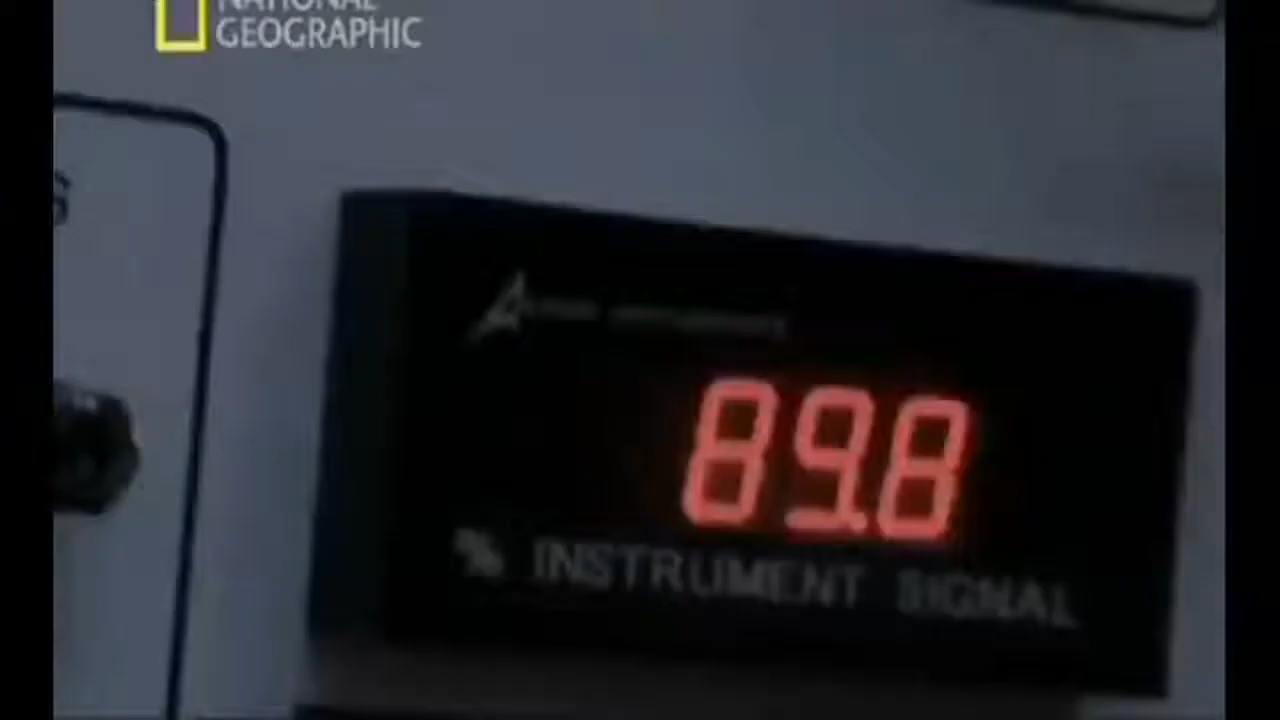 NATIONAL
GEOGRAPHIC
S
89.8
% INSTRUMENT SIGNAL